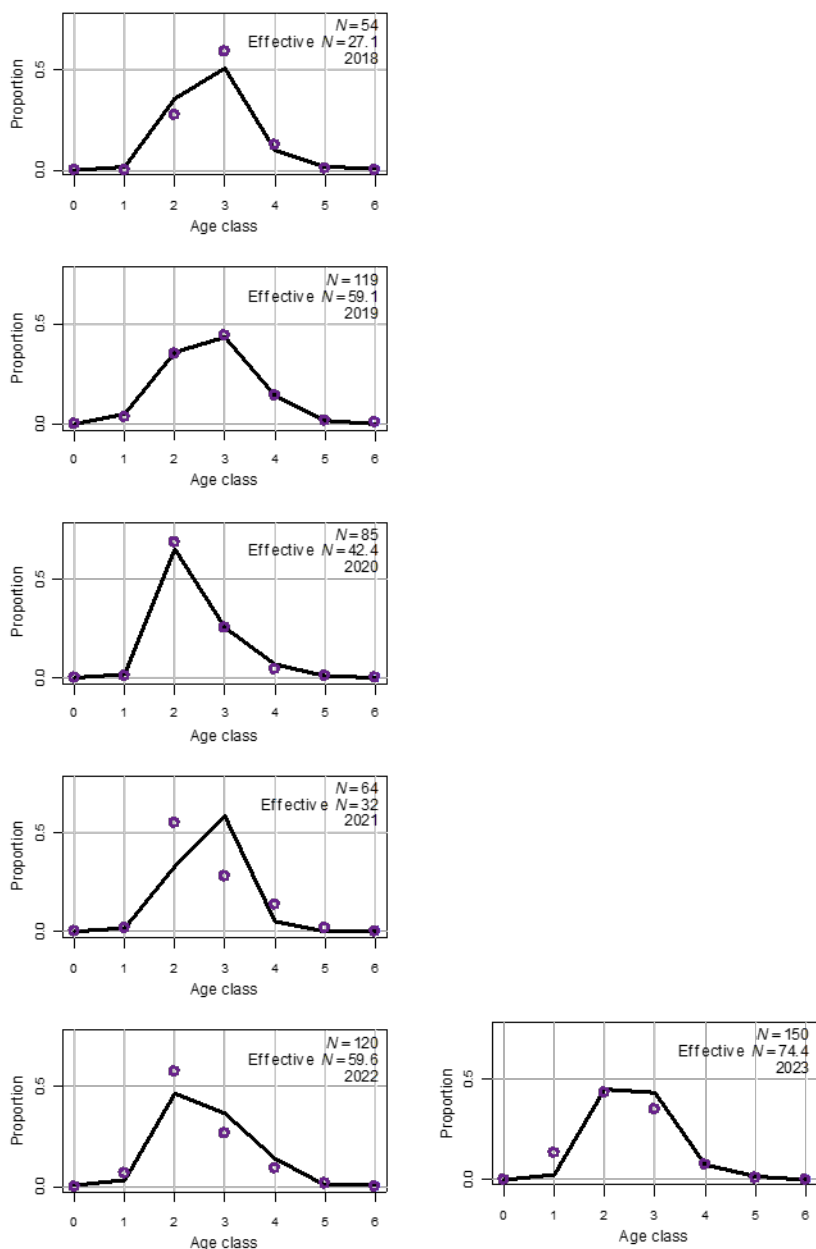 N=54
Effective N=27.1
2018
Proportion
0.5
0.0
0 1 2 3 4 5 6
Age class
N=119
Effective N=59.1
2019
Proportion
0.5
0.0
0 1 2 3 4 5 6
Age class
N=85
Effective N=42.4
2020
Proportion
0.5
0.0
0 1 2 3 4 5 6
Age class
N=64
Effective N=32
2021
Proportion
0.5
0.0
0 1 2 3 4 5 6
Age class
N=120
Effective N=59.6
2022
Proportion
0.5
0.0
0 1 2 3 4 5 6
Age class
N=150
Effective N=74.4
2023
Proportion
0.5
0.0
0 1 2 3 4 5 6
Age class